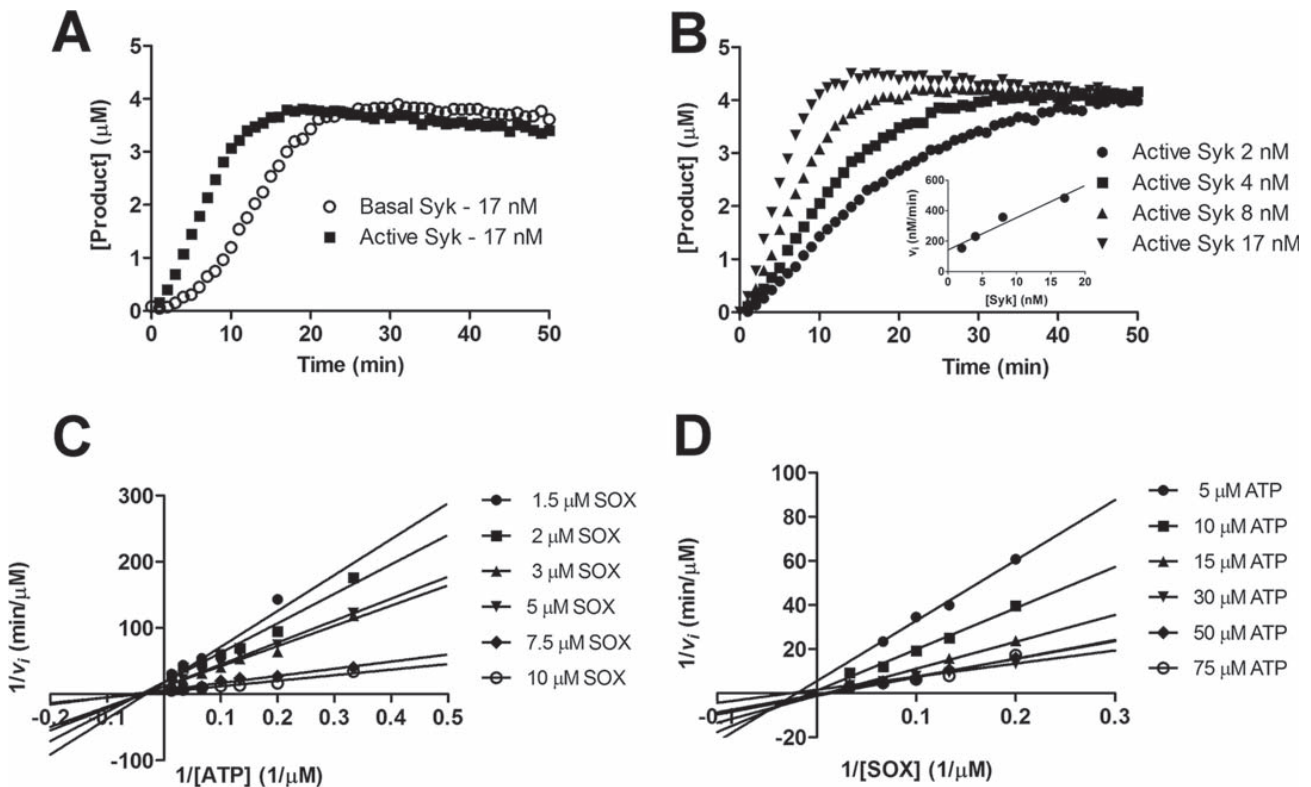 A
5
4
3
2
1
0
[Product] (μM)
0 10 20 30 40 50
Time (min)
Basal Syk - 17 nM
Active Syk - 17 nM
B
5
4
3
2
1
0
[Product] (μM)
0 10 20 30 40 50
Time (min)
Active Syk 2 nM
Active Syk 4 nM
Active Syk 8 nM
Active Syk 17 nM
600
400
200
0
vi (nM/min)
0 5 10 15 20
[Syk] (nM)
C
300
200
100
-100
1/vi (min/μM)
-0.2 -0.1 0.1 0.2 0.3 0.4 0.5
1/[ATP] (1/μM)
1.5 μM SOX
2 μM SOX
3 μM SOX
5 μM SOX
7.5 μM SOX
10 μM SOX
D
100
80
60
40
20
-20
1/vi (min/μM)
0.0 0.1 0.2 0.3
1/[SOX] (1/μM)
5 μM ATP
10 μM ATP
15 μM ATP
30 μM ATP
50 μM ATP
75 μM ATP